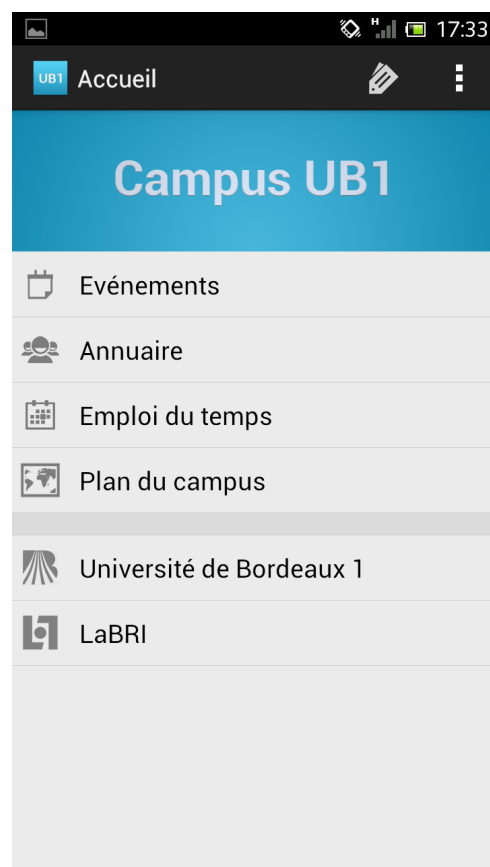 H 17:33
UB1 Accueil
Campus UB1
Evénements
Annuaire
Emploi du temps
Plan du campus
Université de Bordeaux 1
LaBRI